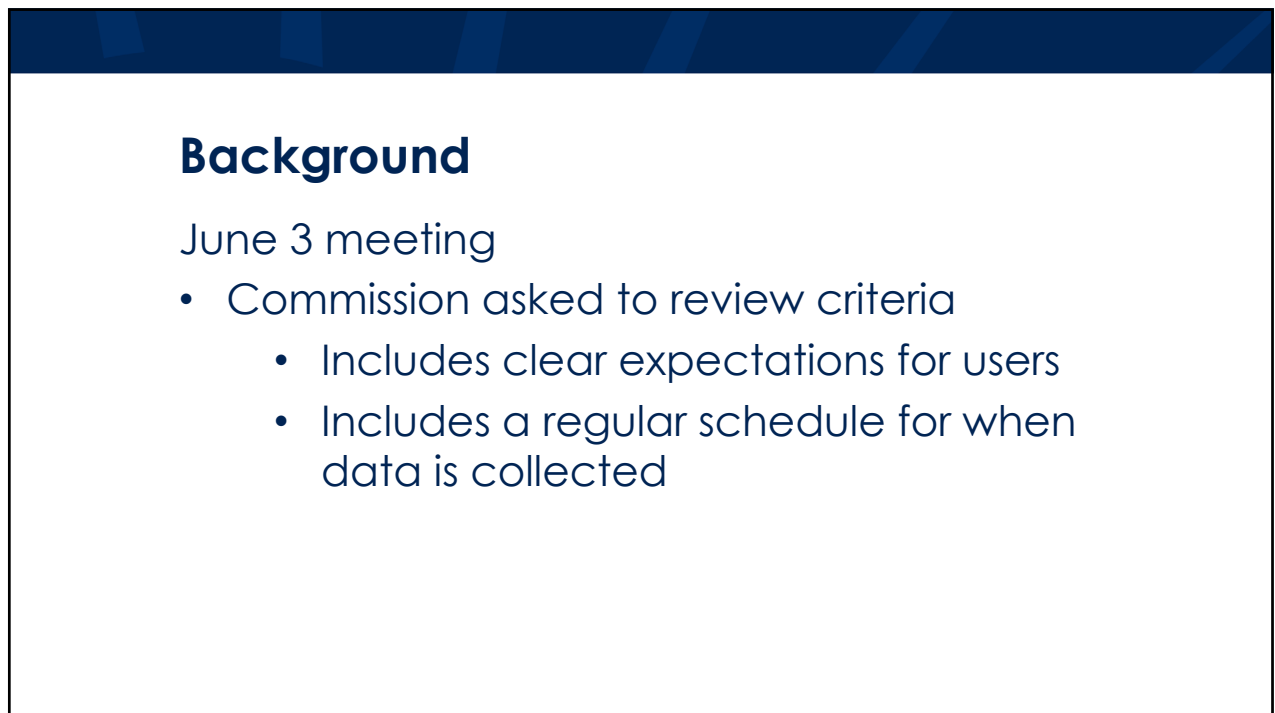 Background
June 3 meeting
• Commission asked to review criteria
• Includes clear expectations for users
• Includes a regular schedule for when
data is collected